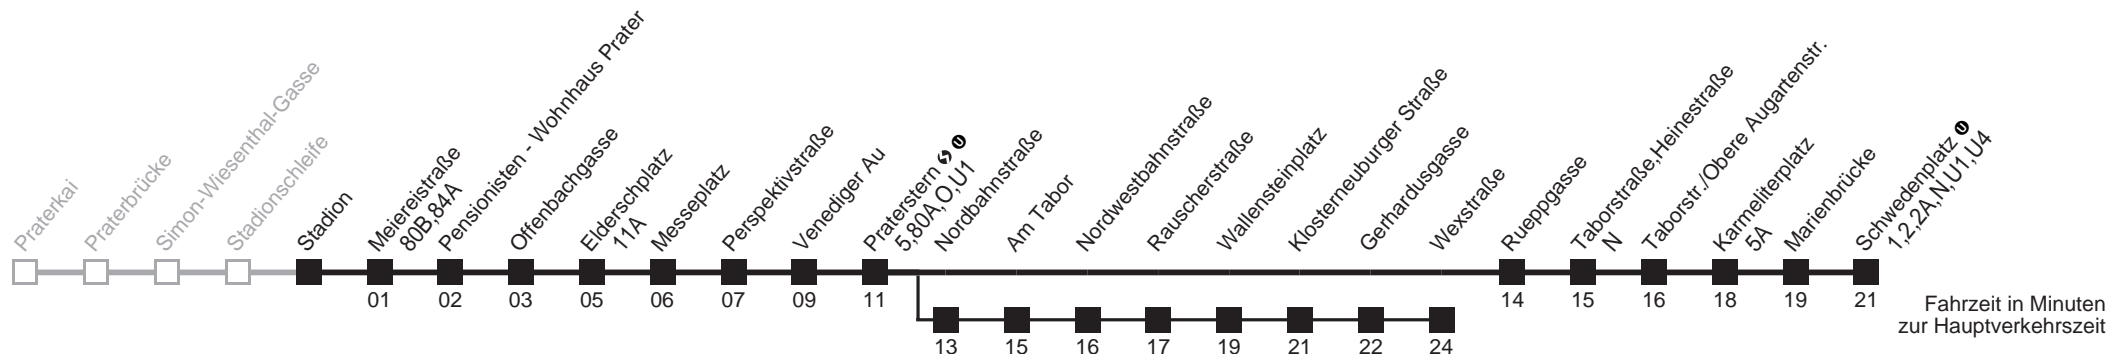 Praterkai
Praterbrücke
Simon-Wiesenthal-Gasse
Stadionschleife
Stadion
Meiereistraße
80B,84A
Pensionisten - Wohnhaus Prater
Offenbachgasse
Elderschplatz
11A
Messeplatz
Perspektivstraße
Venediger Au
Praterstern S U
5,80A,O,U1
Nordbahnstraße
Am Tabor
Nordwestbahnstraße
Rauscherstraße
Wallensteinplatz
Klosterneuburger Straße
Gerhardusgasse
Wexstraße
Rueppgasse
Taborstraße,Heinestraße
N
Taborstr./Obere Augartenstr.
Karmeliterplatz
5A
Marienbrücke
Schwedenplatz U
1,2,2A,N,U1,U4
01 02 03 05 06 07 09 11 14 15 16 18 19 21
13 15 16 17 19 21 22 24
Fahrzeit in Minuten
zur Hauptverkehrszeit